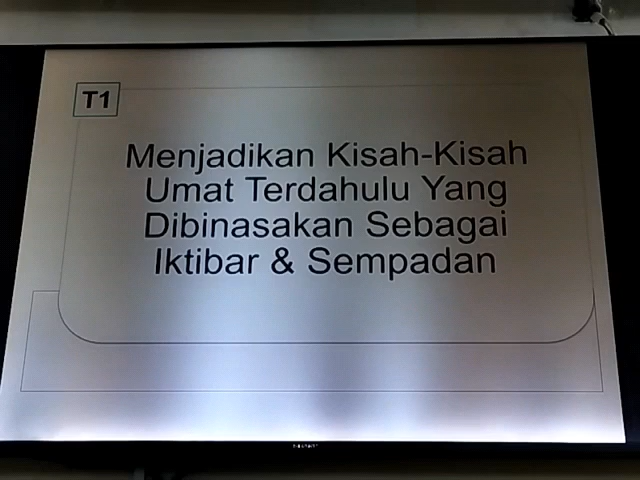 T1
Menjadikan Kisah-Kisah
Umat Terdahulu Yang
Dibinasakan Sebagai
Iktibar & Sempadan